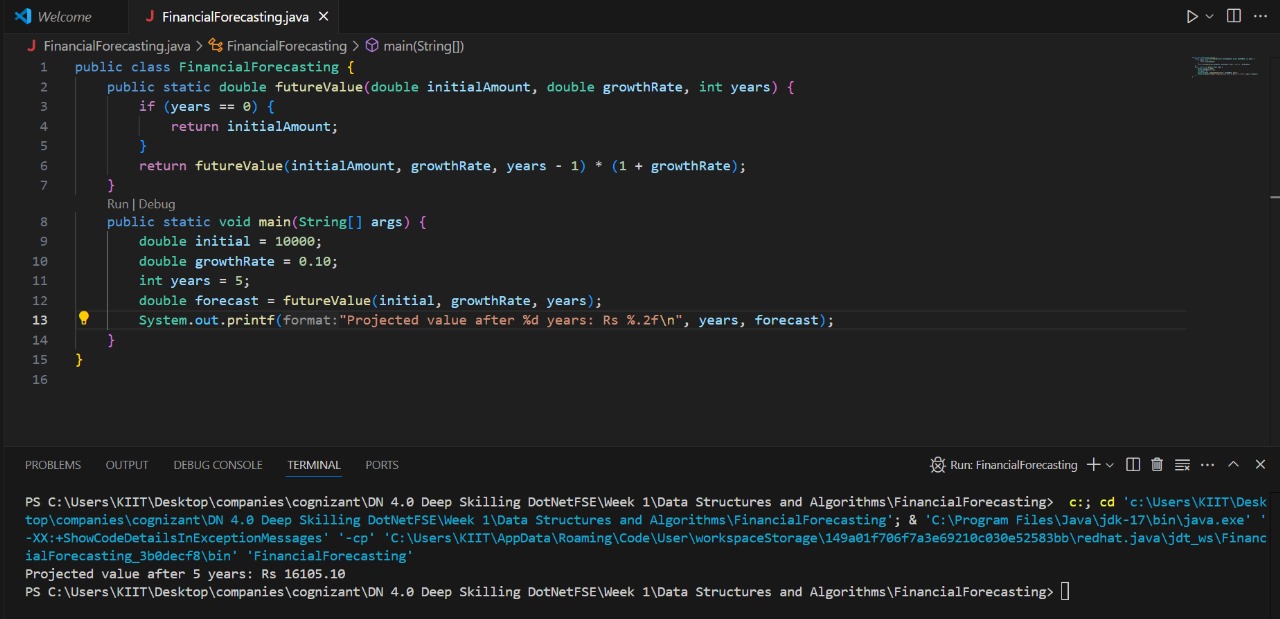 Welcome
J FinancialForecasting.java
J FinancialForecasting.java > FinancialForecasting > main(String[])
1 public class FinancialForecasting {
2 public static double futureValue(double initialAmount, double growthRate, int years) {
3 if (years == 0) {
4 return initialAmount;
5 }
6 return futureValue(initialAmount, growthRate, years - 1) * (1 + growthRate);
7 }
Run | Debug
8 public static void main(String[] args) {
9 double initial = 10000;
10 double growthRate = 0.10;
11 int years = 5;
12 double forecast = futureValue(initial, growthRate, years);
13 System.out.printf(format:"Projected value after %d years: Rs %.2f\n", years, forecast);
14 }
15 }
16
PROBLEMS OUTPUT DEBUG CONSOLE TERMINAL PORTS
Run: FinancialForecasting
PS C:\Users\KIIT\Desktop\companies\cognizant\DN 4.0 Deep Skilling DotNetFSE\Week 1\Data Structures and Algorithms\FinancialForecasting> c:; cd 'c:\Users\KIIT\Desk
top\companies\cognizant\DN 4.0 Deep Skilling DotNetFSE\Week 1\Data Structures and Algorithms\FinancialForecasting'; & 'C:\Program Files\Java\jdk-17\bin\java.exe' '
-XX:+ShowCodeDetailsInExceptionMessages' '-cp' 'C:\Users\KIIT\AppData\Roaming\Code\User\workspaceStorage\149a01f706f7a3e69210c030e52583bb\redhat.java\jdt_ws\Financ
ialForecasting_3b0decf8\bin' 'FinancialForecasting'
Projected value after 5 years: Rs 16105.10
PS C:\Users\KIIT\Desktop\companies\cognizant\DN 4.0 Deep Skilling DotNetFSE\Week 1\Data Structures and Algorithms\FinancialForecasting>